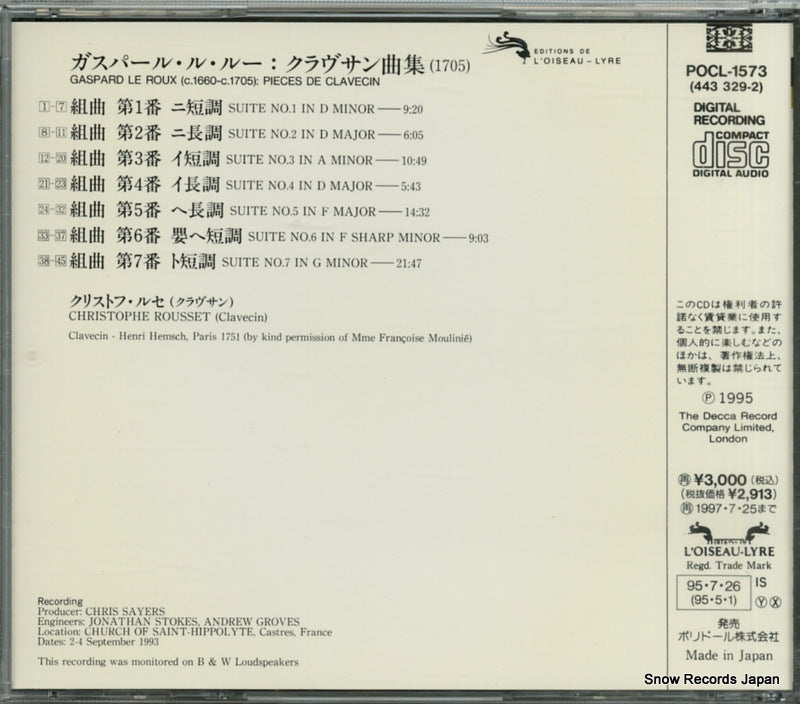 ガスパール・ル・ルー：クラヴサン曲集(1705)
GASPARD LE ROUX (c.1660-c.1705): PIECES DE CLAVECIN
EDITIONS DE
L'OISEAU-LYRE
1-7 組曲 第1番 ニ短調 SUITE NO.1 IN D MINOR——9:20
8-11 組曲 第2番 ニ長調 SUITE NO.2 IN D MAJOR——6:05
12-20 組曲 第3番 イ短調 SUITE NO.3 IN A MINOR——10:49
21-23 組曲 第4番 イ長調 SUITE NO.4 IN D MAJOR——5:43
24-32 組曲 第5番 ヘ長調 SUITE NO.5 IN F MAJOR——14:32
33-37 組曲 第6番 嬰ヘ短調 SUITE NO.6 IN F SHARP MINOR——9:03
38-45 組曲 第7番 ト短調 SUITE NO.7 IN G MINOR——21:47
クリストフ・ルセ(クラヴサン)
CHRISTOPHE ROUSSET (Clavecin)
Clavecin - Henri Hemsch, Paris 1751 (by kind permission of Mme Françoise Moulinié)
Recording
Producer: CHRIS SAYERS
Engineers: JONATHAN STOKES, ANDREW GROVES
Location: CHURCH OF SAINT-HIPPOLYTE, Castres, France
Dates: 2-4 September 1993
This recording was monitored on B & W Loudspeakers
POCL-1573
(443 329-2)
DIGITAL
RECORDING
COMPACT
disc
DIGITAL AUDIO
このCDは権利者の許
諾なく賃貸業に使用す
ることを禁じます。また、
個人的に楽しむなどの
ほかは、著作権法上、
無断複製は禁じられて
います。
Ⓟ 1995
The Decca Record
Company Limited,
London
㊞¥3,000(税込)
(税抜価格 ¥2,913)
㊞1997・7・25まで
EDITIONS DE
L'OISEAU-LYRE
Regd. Trade Mark
95・7・26
(95・5・1)
IS
ⓎⓍ
発売
ポリドール株式会社
Made in Japan
Snow Records Japan